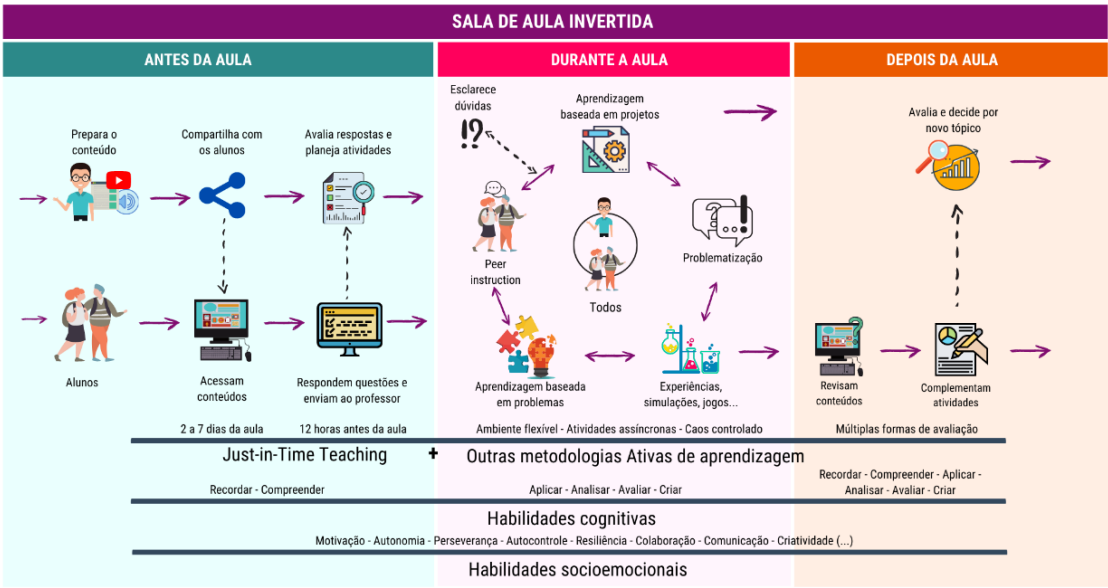 SALA DE AULA INVERTIDA
ANTES DA AULA
Prepara o
conteúdo
Compartilha com
os alunos
Avalia respostas e
planeja atividades
Alunos
Acessam
conteúdos
Respondem questões e
enviam ao professor
2 a 7 dias da aula
12 horas antes da aula
DURANTE A AULA
Esclarece
dúvidas
!?
Aprendizagem
baseada em projetos
Peer
instruction
Todos
Problematização
Aprendizagem baseada
em problemas
Experiências,
simulações, jogos...
Ambiente flexível - Atividades assíncronas - Caos controlado
DEPOIS DA AULA
Avalia e decide por
novo tópico
Revisam
conteúdos
Complementam
atividades
Múltiplas formas de avaliação
Just-in-Time Teaching + Outras metodologias Ativas de aprendizagem
Recordar - Compreender
Aplicar - Analisar - Avaliar - Criar
Recordar - Compreender - Aplicar -
Analisar - Avaliar - Criar
Habilidades cognitivas
Motivação - Autonomia - Perseverança - Autocontrole - Resiliência - Colaboração - Comunicação - Criatividade (...)
Habilidades socioemocionais